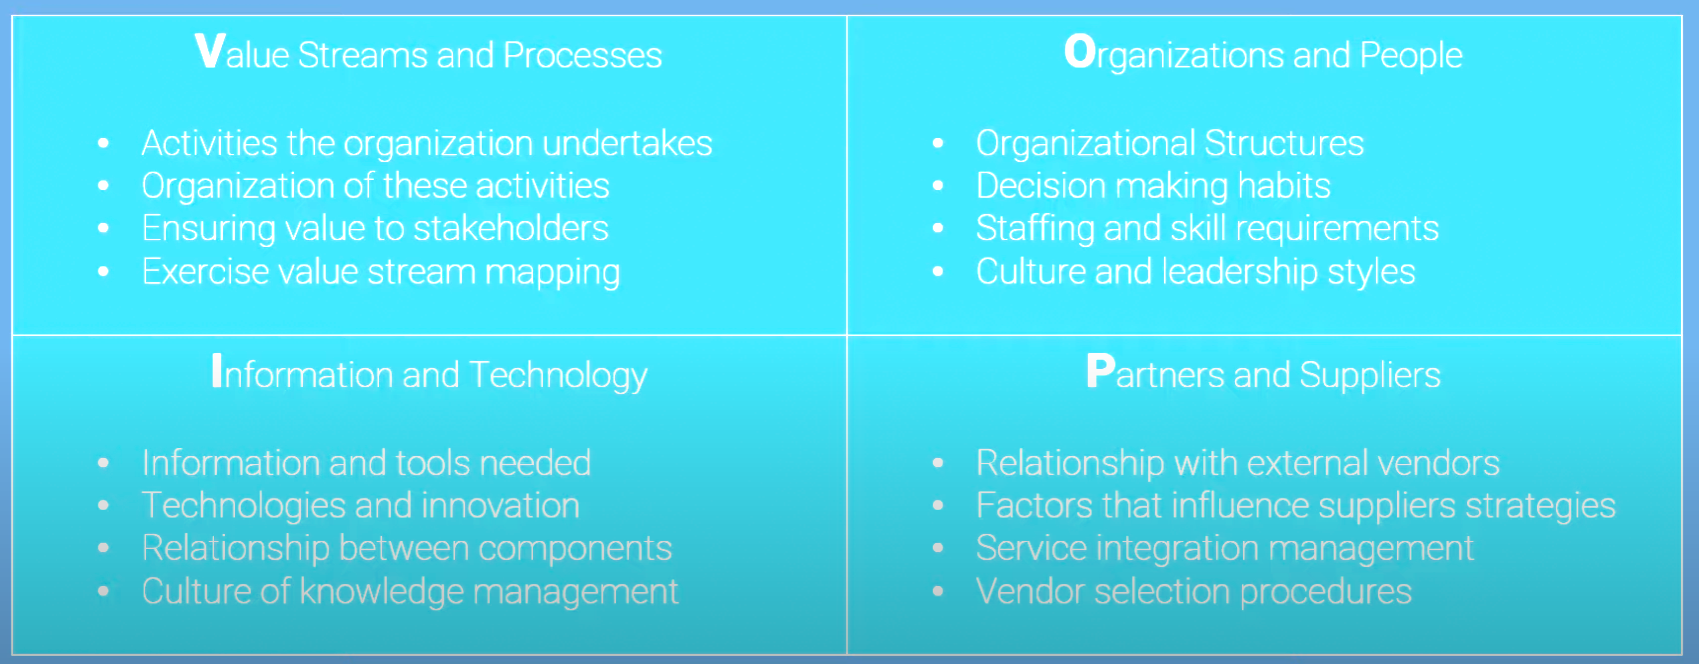 Value Streams and Processes
• Activities the organization undertakes
• Organization of these activities
• Ensuring value to stakeholders
• Exercise value stream mapping
Organizations and People
• Organizational Structures
• Decision making habits
• Staffing and skill requirements
• Culture and leadership styles
Information and Technology
• Information and tools needed
• Technologies and innovation
• Relationship between components
• Culture of knowledge management
Partners and Suppliers
• Relationship with external vendors
• Factors that influence suppliers strategies
• Service integration management
• Vendor selection procedures